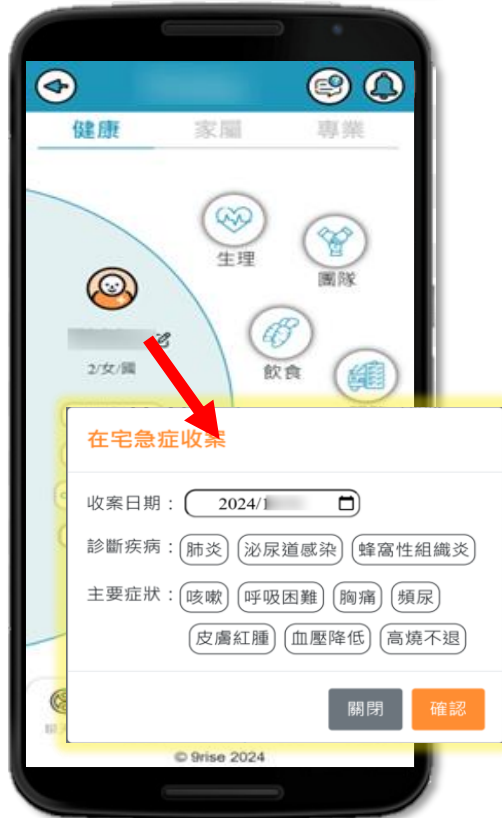 健康 家屬 專業
生理
團隊
飲食
2/女/國
在宅急症收案
收案日期： 2024/1
診斷疾病： 肺炎 泌尿道感染 蜂窩性組織炎
主要症狀： 咳嗽 呼吸困難 胸痛 頻尿
皮膚紅腫 血壓降低 高燒不退
關閉 確認
© 9rise 2024